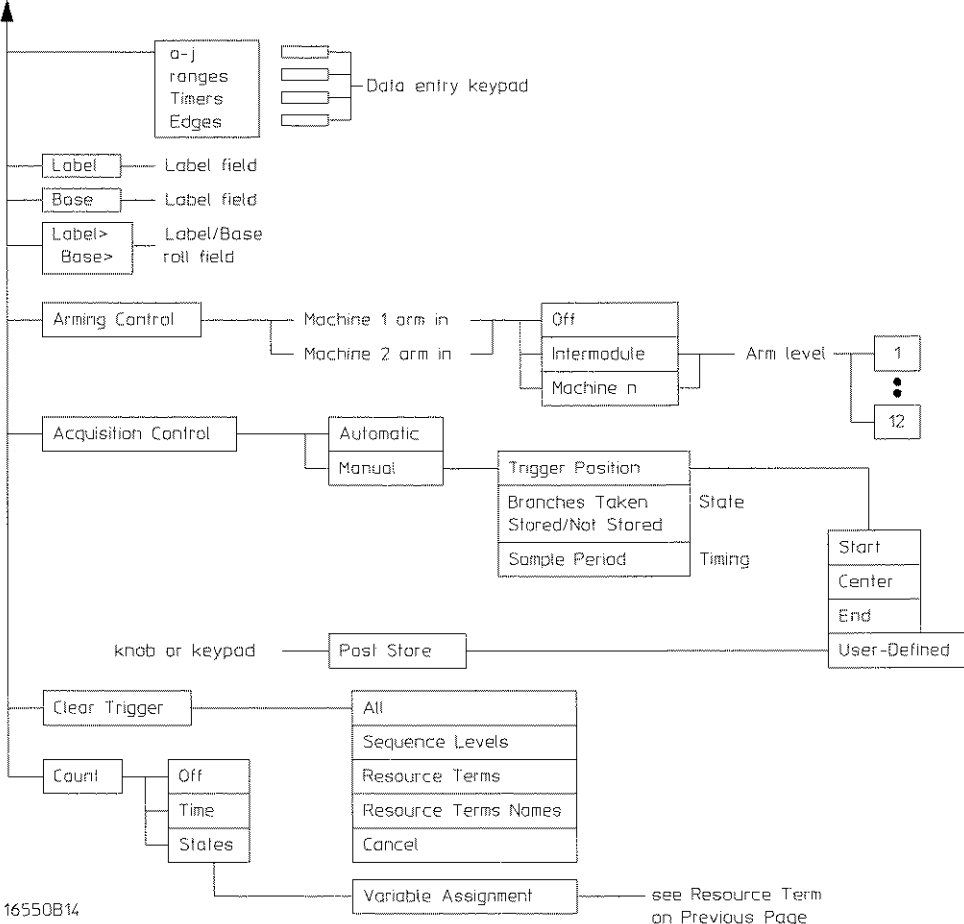 a-j
ranges
Timers
Edges
Data entry keypad
Label Label field
Base Label field
Label> Label/Base
Base> roll field
Arming Control
Machine 1 arm in
Machine 2 arm in
Off
Intermodule
Machine n
Arm level
1
12
Acquisition Control
Automatic
Manual
Trigger Position
Branches Taken
Stored/Not Stored
State
Sample Period
Timing
Start
Center
End
User-Defined
knob or keypad
Post Store
Clear Trigger
All
Sequence Levels
Resource Terms
Resource Terms Names
Cancel
Count
Off
Time
States
Variable Assignment
see Resource Term
on Previous Page
16550B14